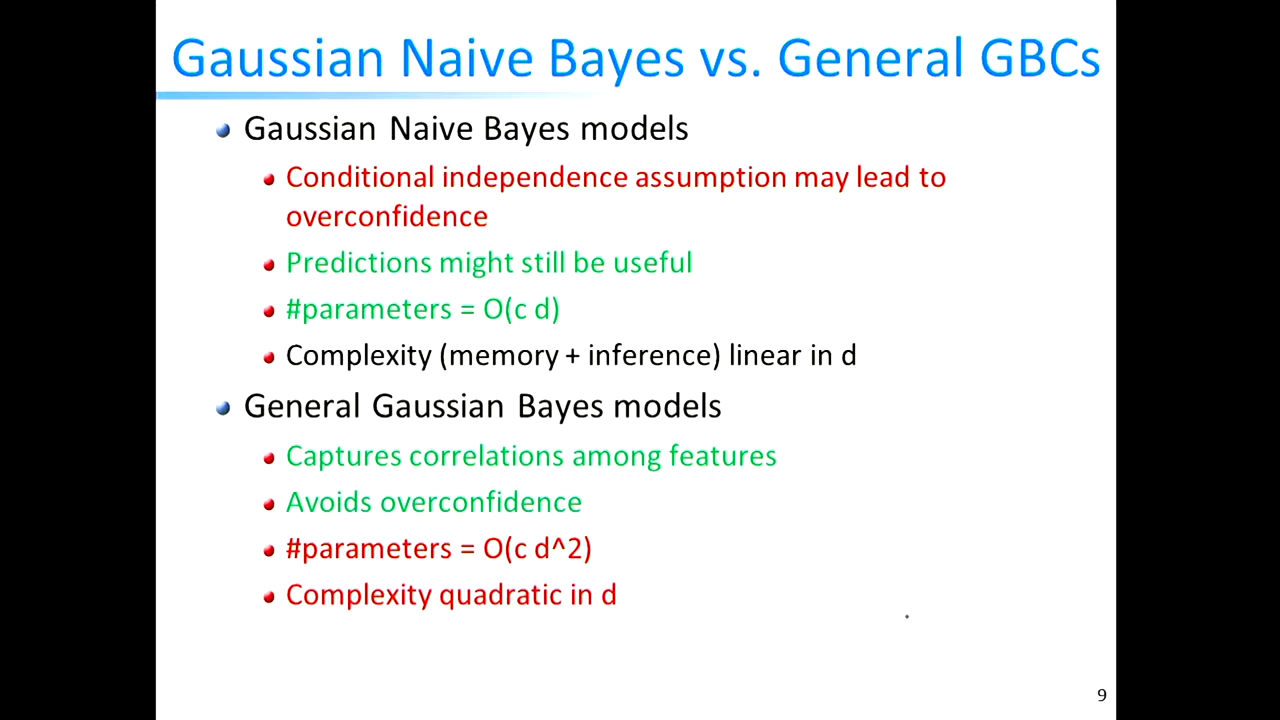 Gaussian Naive Bayes vs. General GBCs
Gaussian Naive Bayes models
Conditional independence assumption may lead to
overconfidence
Predictions might still be useful
#parameters = O(c d)
Complexity (memory + inference) linear in d
General Gaussian Bayes models
Captures correlations among features
Avoids overconfidence
#parameters = O(c d^2)
Complexity quadratic in d
9